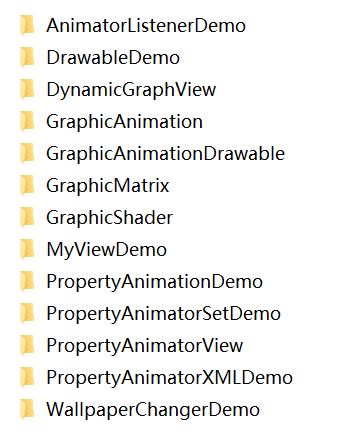 AnimatorListenerDemo
DrawableDemo
DynamicGraphView
GraphicAnimation
GraphicAnimationDrawable
GraphicMatrix
GraphicShader
MyViewDemo
PropertyAnimationDemo
PropertyAnimatorSetDemo
PropertyAnimatorView
PropertyAnimatorXMLDemo
WallpaperChangerDemo